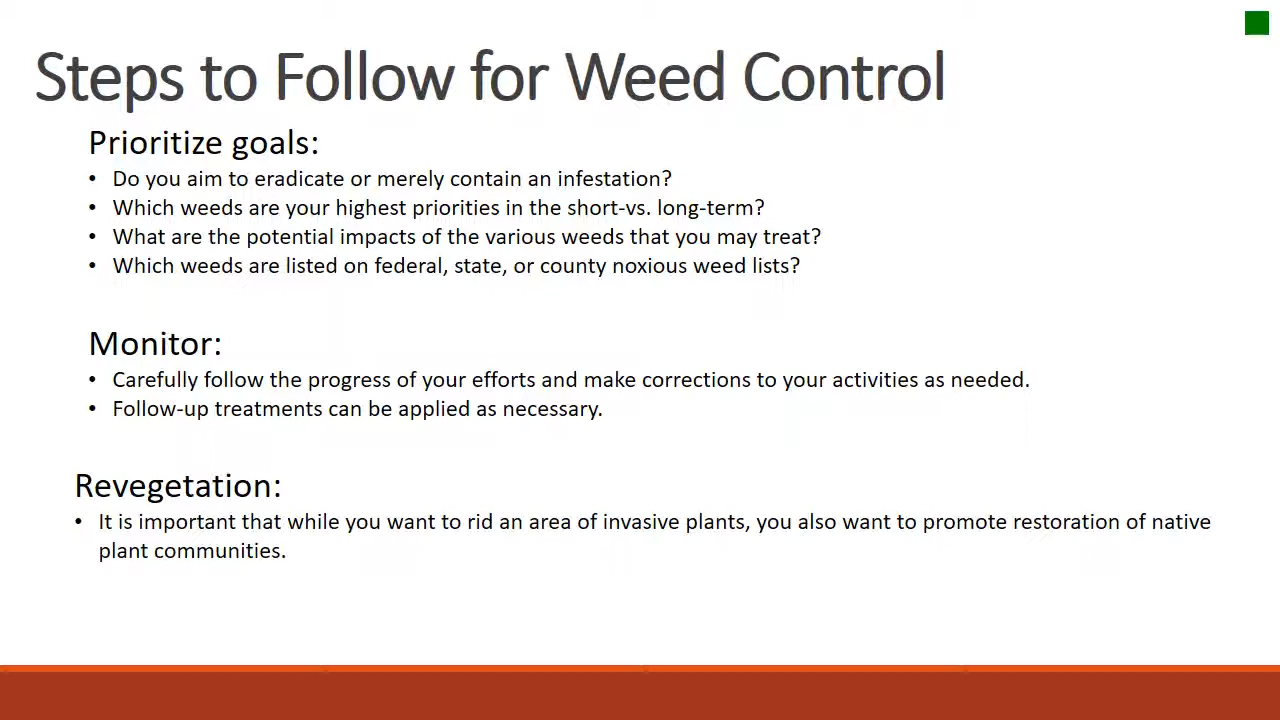 Steps to Follow for Weed Control
Prioritize goals:
• Do you aim to eradicate or merely contain an infestation?
• Which weeds are your highest priorities in the short-vs. long-term?
• What are the potential impacts of the various weeds that you may treat?
• Which weeds are listed on federal, state, or county noxious weed lists?
Monitor:
• Carefully follow the progress of your efforts and make corrections to your activities as needed.
• Follow-up treatments can be applied as necessary.
Revegetation:
• It is important that while you want to rid an area of invasive plants, you also want to promote restoration of native
plant communities.